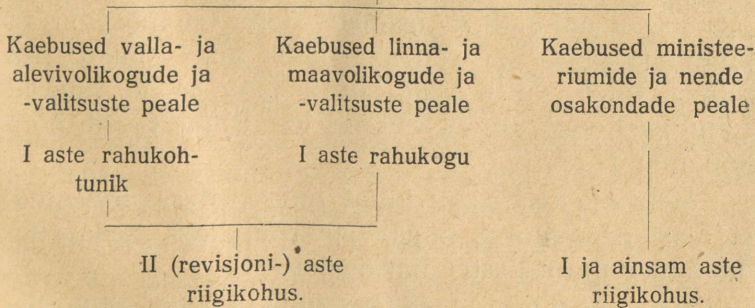 Kaebused valla- ja
alevivolikogude ja
-valitsuste peale
Kaebused linna- ja
maavolikogude ja
-valitsuste peale
Kaebused ministee-
riumide ja nende
osakondade peale
I aste rahukoh-
tunik
I aste rahukogu
II (revisjoni-) aste
riigikohus.
I ja ainsam aste
riigikohus.